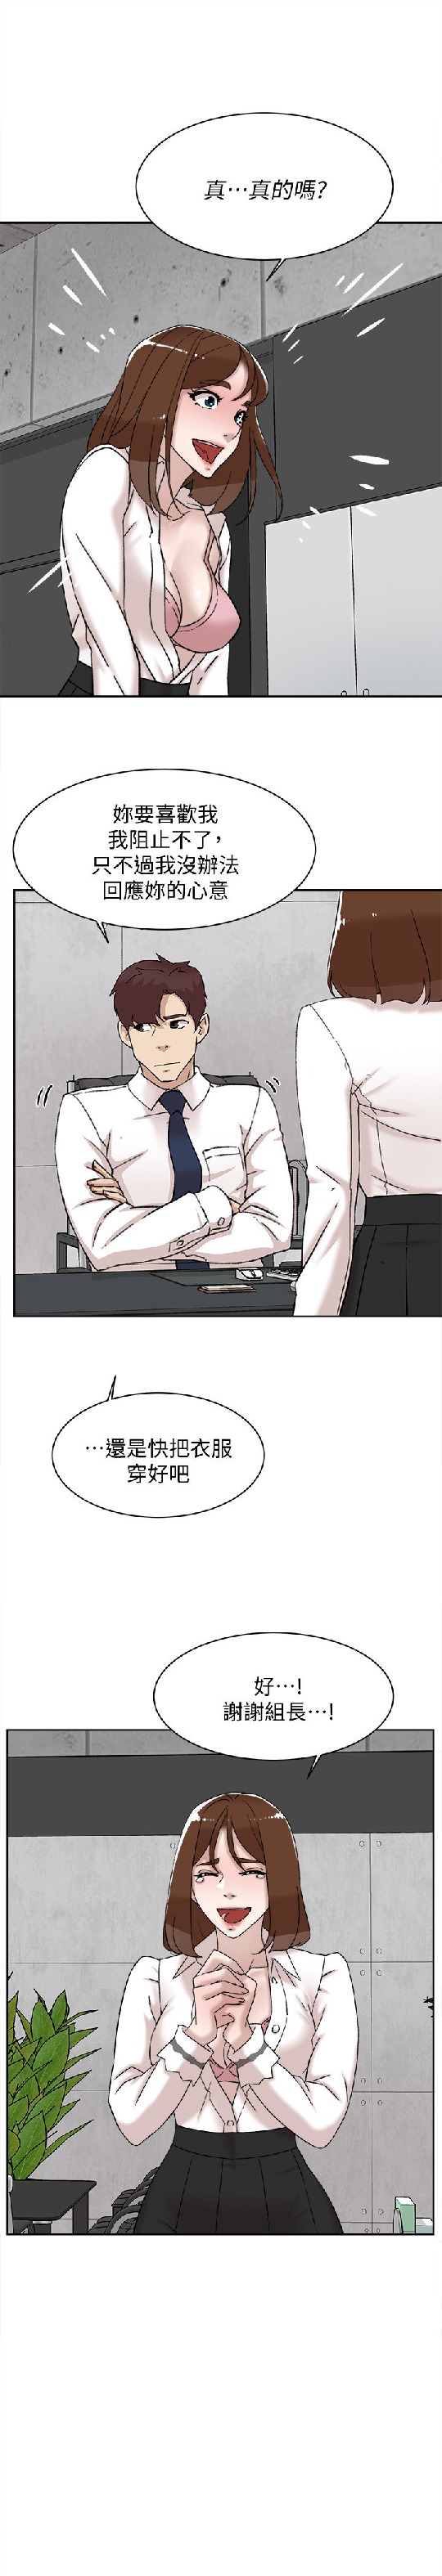 真⋯真的嗎?
妳要喜歡我
我阻止不了,
只不過我沒辦法
回應妳的心意
⋯還是快把衣服
穿好吧
好⋯!
謝謝組長⋯!